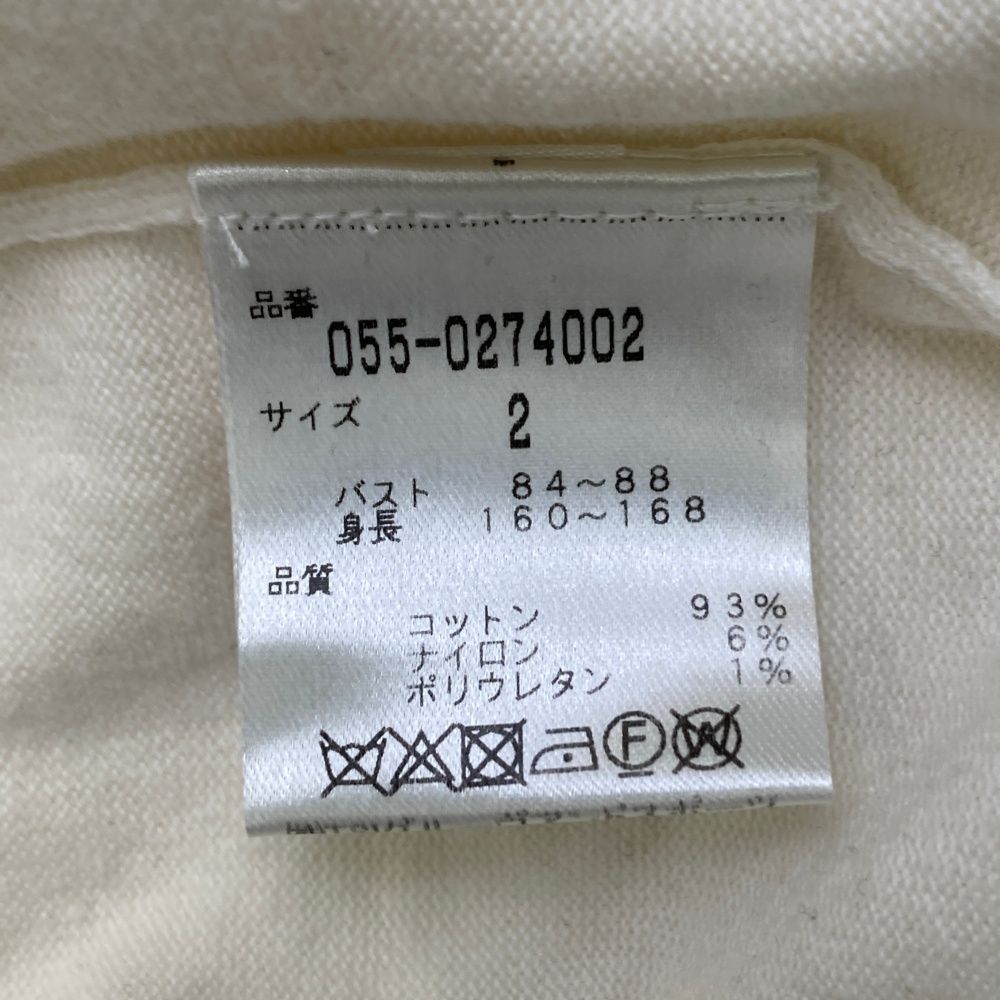 品番
055-0274002
サイズ 2
バスト 84～88
身長 160～168
品質
コットン 93%
ナイロン 6%
ポリウレタン 1%
F
W